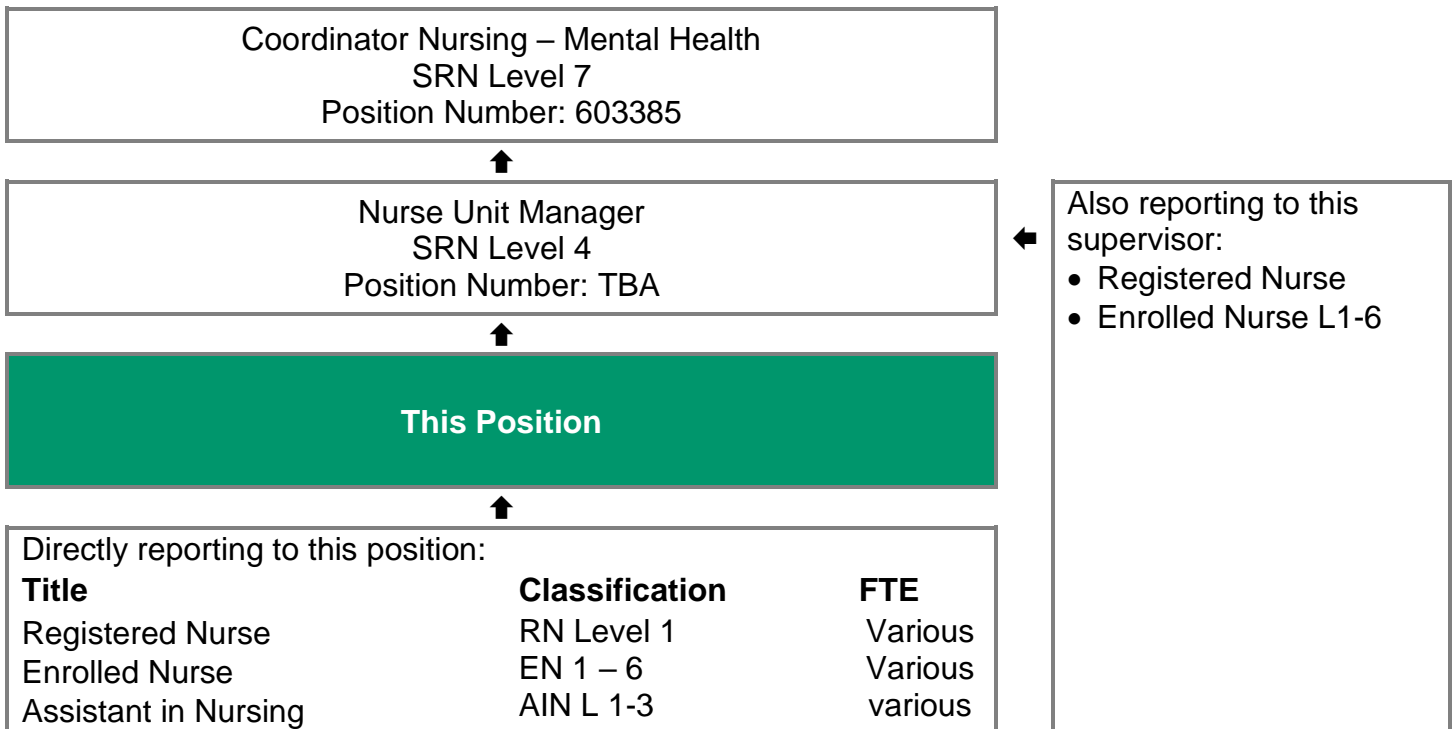 Coordinator Nursing – Mental Health
SRN Level 7
Position Number: 603385
Nurse Unit Manager
SRN Level 4
Position Number: TBA
Also reporting to this
supervisor:
• Registered Nurse
• Enrolled Nurse L1-6
This Position
Directly reporting to this position:
Title Classification FTE
Registered Nurse RN Level 1 Various
Enrolled Nurse EN 1 – 6 Various
Assistant in Nursing AIN L 1-3 various